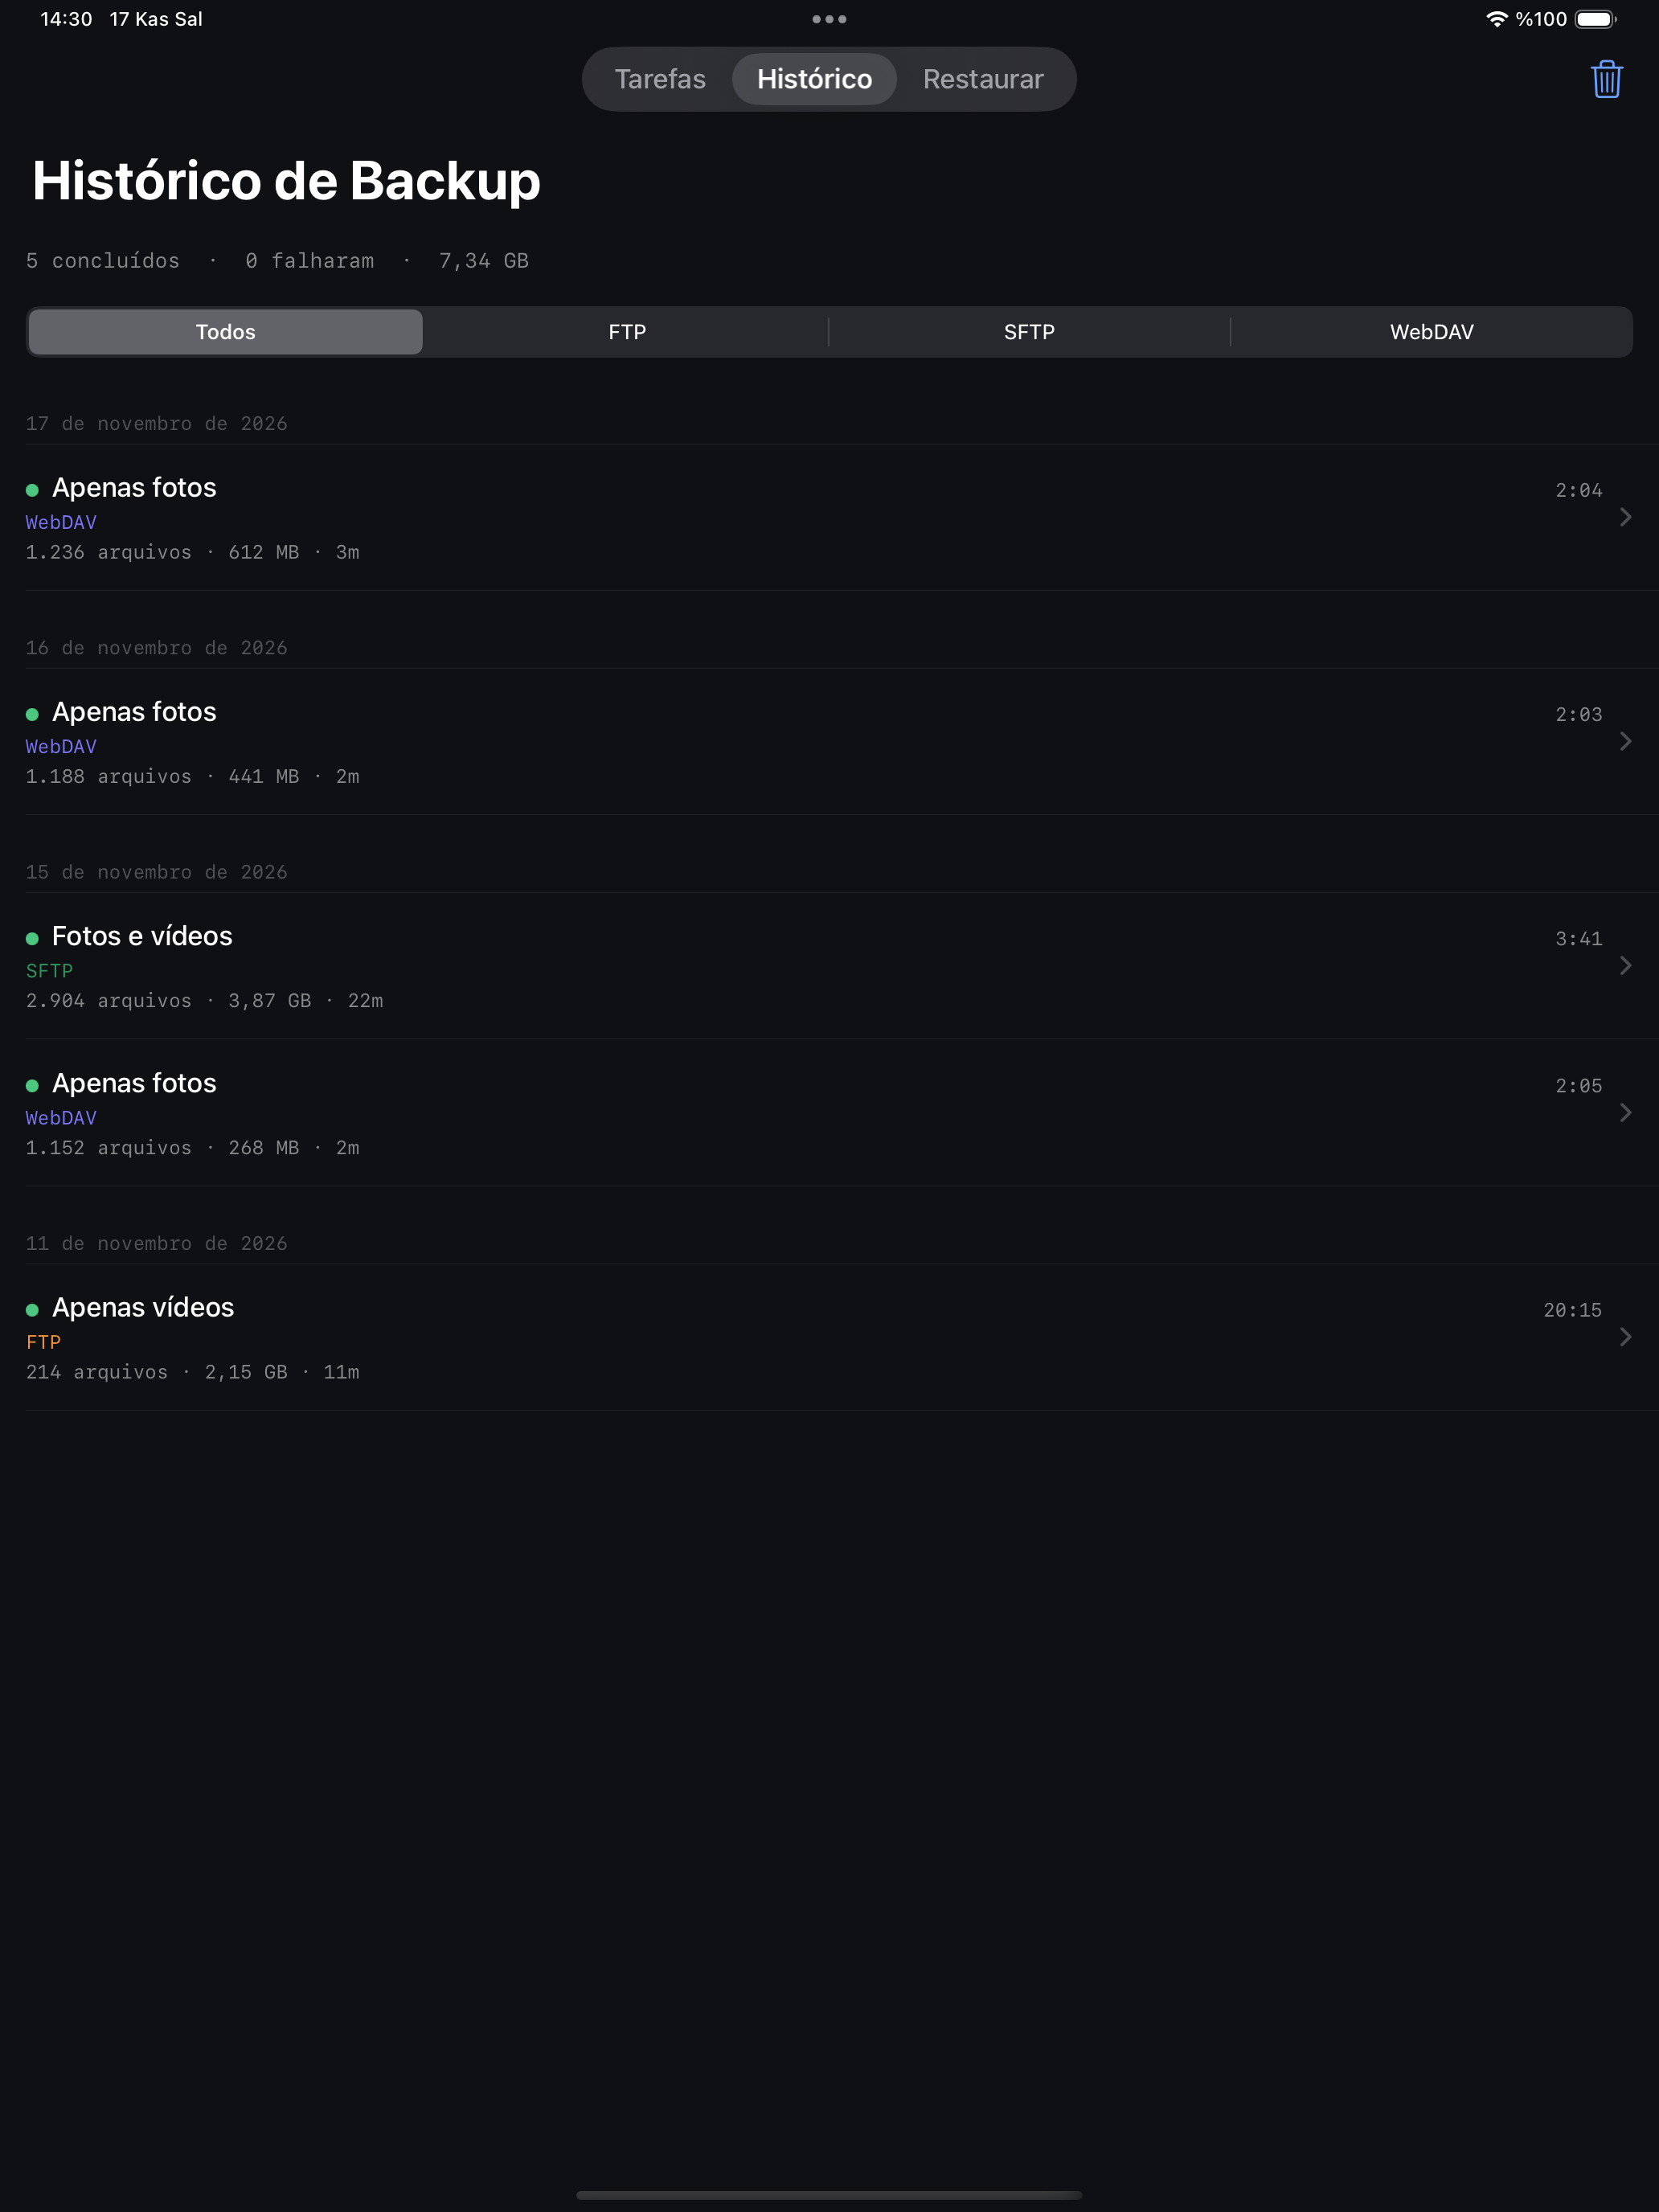 14:30 17 Kas Sal
%100
Tarefas Histórico Restaurar
Histórico de Backup
5 concluídos · 0 falharam · 7,34 GB
Todos FTP SFTP WebDAV
17 de novembro de 2026
Apenas fotos 2:04
WebDAV
1.236 arquivos · 612 MB · 3m
16 de novembro de 2026
Apenas fotos 2:03
WebDAV
1.188 arquivos · 441 MB · 2m
15 de novembro de 2026
Fotos e vídeos 3:41
SFTP
2.904 arquivos · 3,87 GB · 22m
Apenas fotos 2:05
WebDAV
1.152 arquivos · 268 MB · 2m
11 de novembro de 2026
Apenas vídeos 20:15
FTP
214 arquivos · 2,15 GB · 11m